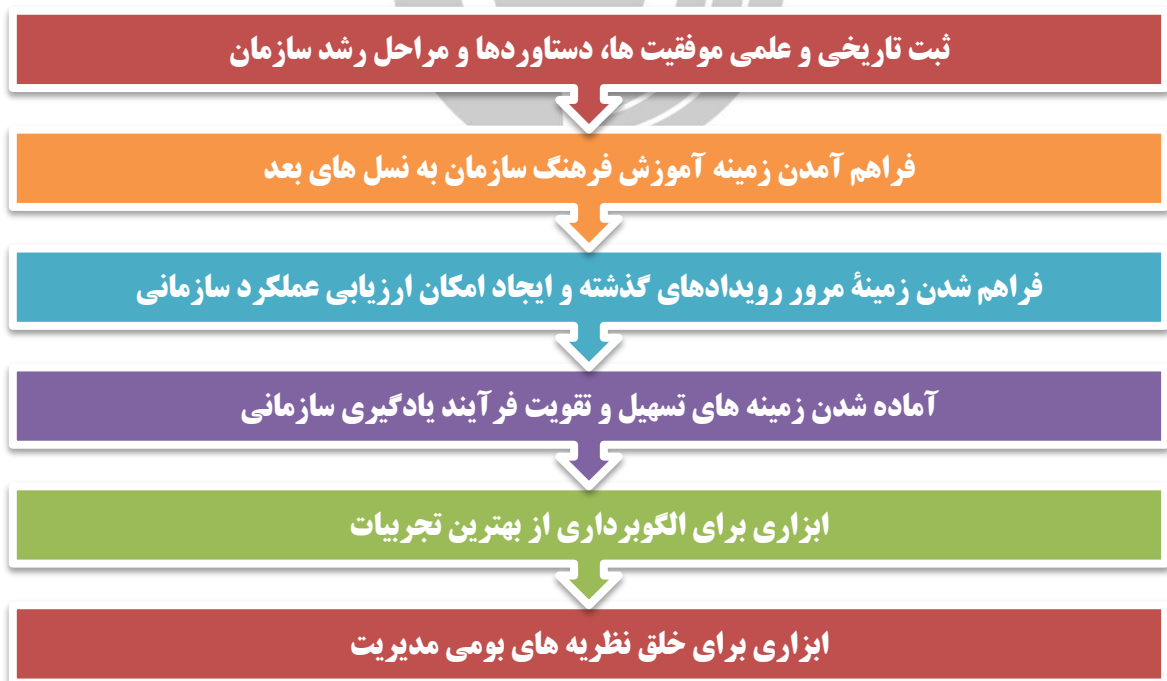 ثبت تاریخی و علمی موفقیت ها، دستاوردها و مراحل رشد سازمان
فراهم آمدن زمینه آموزش فرهنگ سازمان به نسل های بعد
فراهم شدن زمینهٔ مرور رویدادهای گذشته و ایجاد امکان ارزیابی عملکرد سازمانی
آماده شدن زمینه های تسهیل و تقویت فرآیند یادگیری سازمانی
ابزاری برای الگوبرداری از بهترین تجربیات
ابزاری برای خلق نظریه های بومی مدیریت